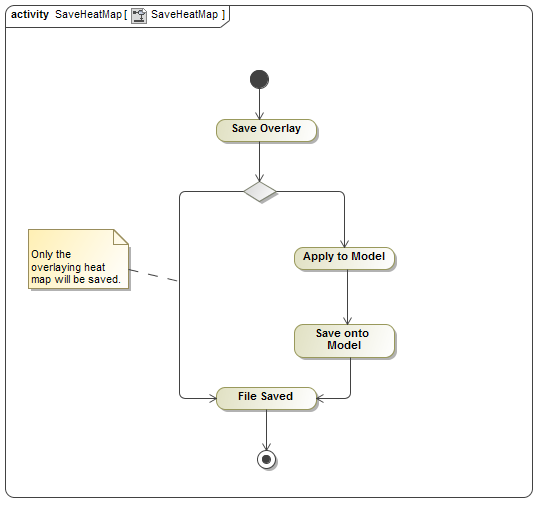 activity SaveHeatMap [ SaveHeatMap ]
Save Overlay
Only the
overlaying heat
map will be saved.
Apply to Model
Save onto
Model
File Saved